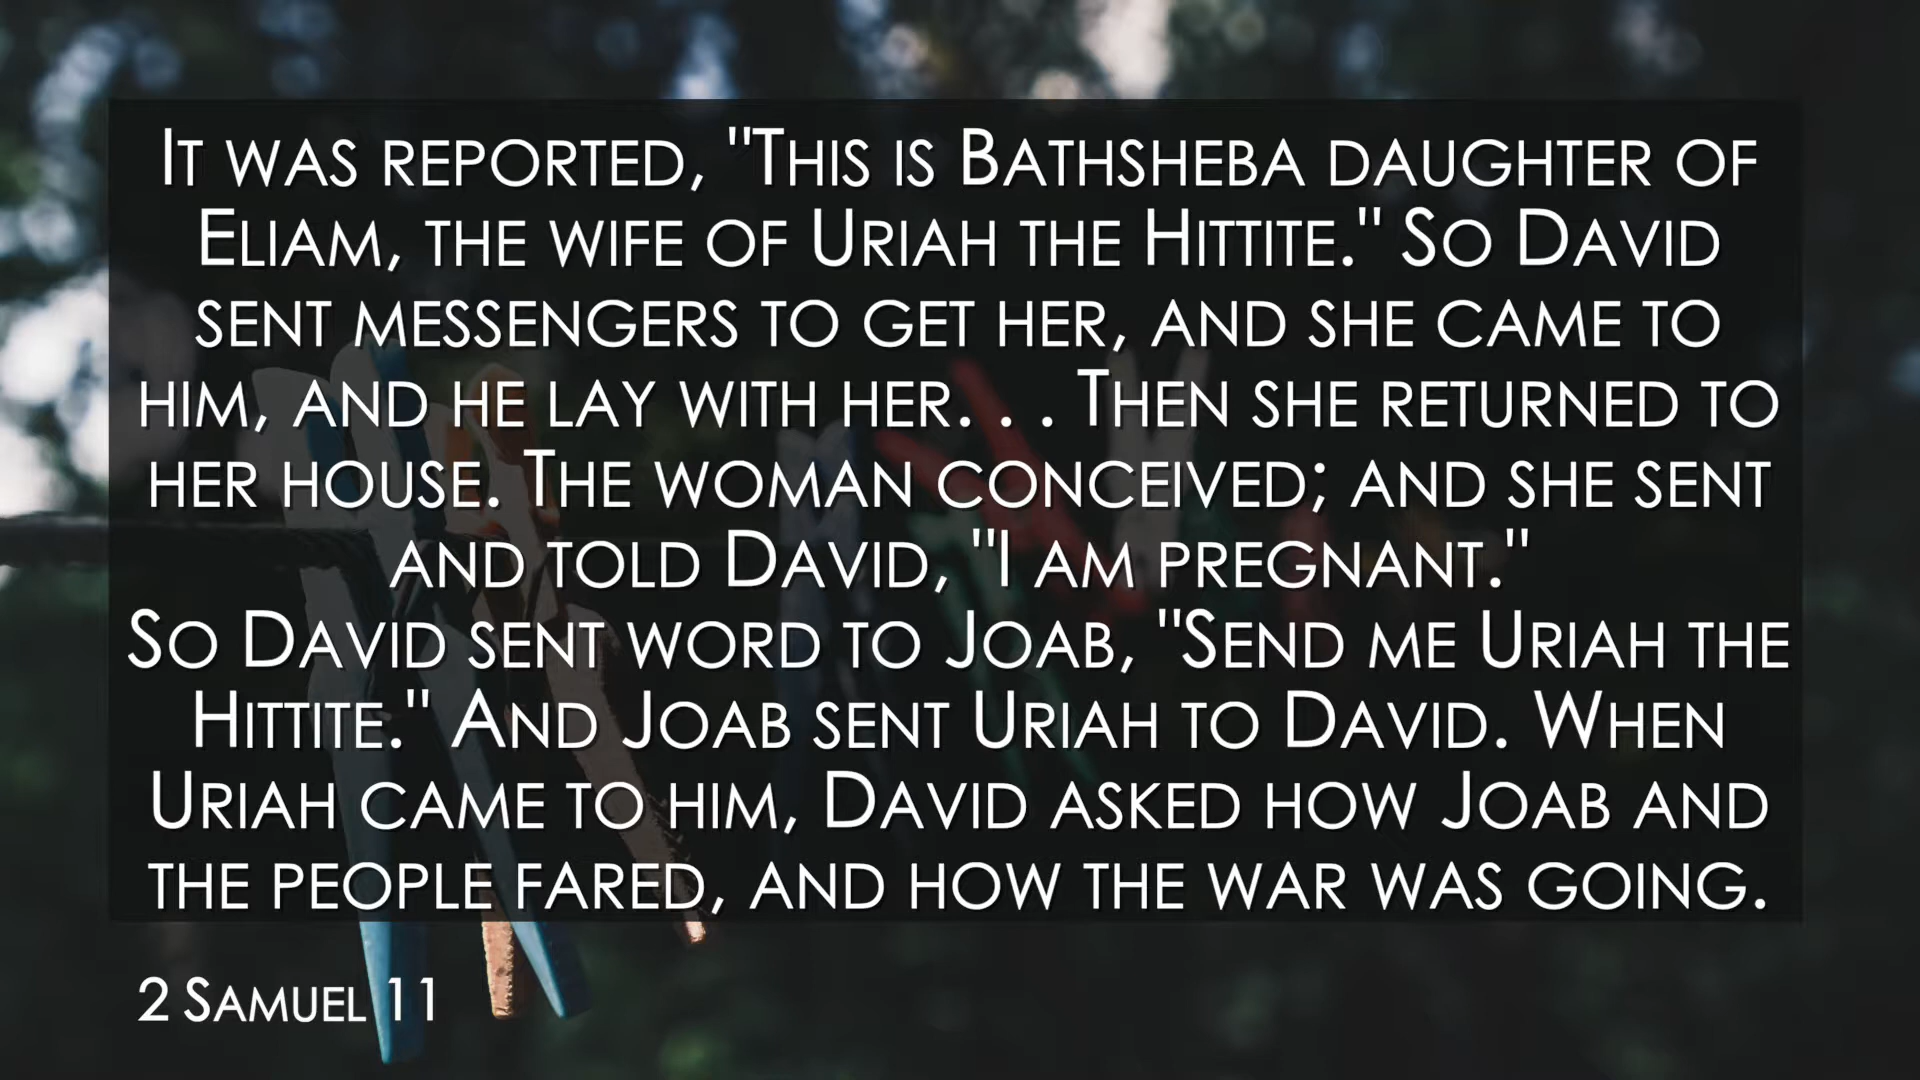 It was reported, "This is Bathsheba daughter of
Eliam, the wife of Uriah the Hittite." So David
sent messengers to get her, and she came to
him, and he lay with her. . . Then she returned to
her house. The woman conceived; and she sent
and told David, "I am pregnant."
So David sent word to Joab, "Send me Uriah the
Hittite." And Joab sent Uriah to David. When
Uriah came to him, David asked how Joab and
the people fared, and how the war was going.
2 Samuel 11